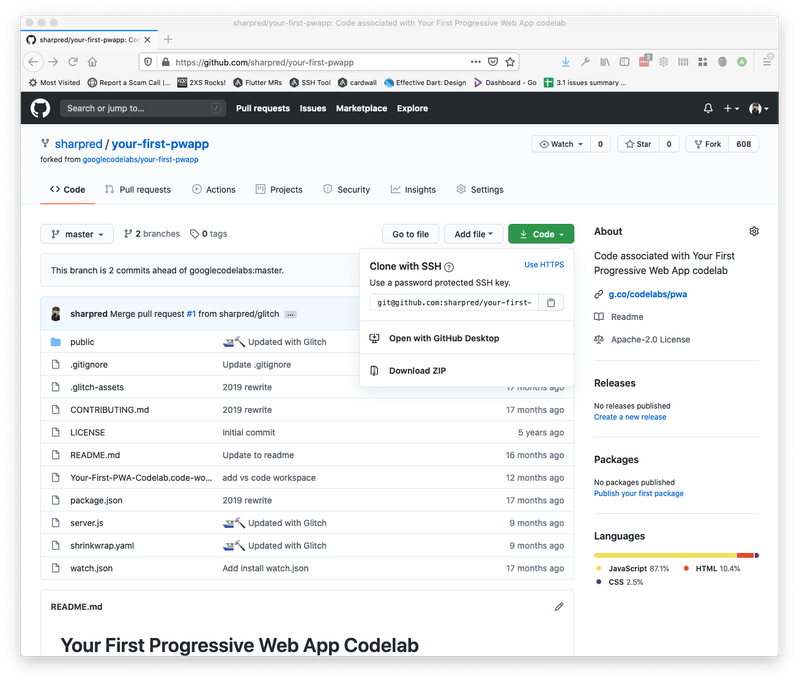 sharpred/your-first-pwapp: Code associated with Your First Progressive Web App codelab
sharpred/your-first-pwapp: Co
https://github.com/sharpred/your-first-pwapp
Most Visited
Report a Scam Call |...
2XS Rocks!
Flutter MRs
SSH Tool
cardwall
Effective Dart: Design
Dashboard - Go
3.1 issues summary ...
Search or jump to...
/
Pull requests
Issues
Marketplace
Explore
sharpred / your-first-pwapp
forked from googlecodelabs/your-first-pwapp
Watch 0
Star 0
Fork 608
Code
Pull requests
Actions
Projects
Security
Insights
Settings
master
2 branches
0 tags
Go to file
Add file
Code
This branch is 2 commits ahead of googlecodelabs:master.
Clone with SSH
Use HTTPS
Use a password protected SSH key.
git@github.com:sharpred/your-first-
Open with GitHub Desktop
Download ZIP
sharpred Merge pull request #1 from sharpred/glitch ...
public Updated with Glitch
.gitignore Update .gitignore
.glitch-assets 2019 rewrite 17 months ago
CONTRIBUTING.md 2019 rewrite 17 months ago
LICENSE Initial commit 5 years ago
README.md Update to readme 16 months ago
Your-First-PWA-Codelab.code-wo... add vs code workspace 12 months ago
package.json 2019 rewrite 17 months ago
server.js Updated with Glitch 9 months ago
shrinkwrap.yaml Updated with Glitch 9 months ago
watch.json Add install watch.json 17 months ago
README.md
Your First Progressive Web App Codelab
About
Code associated with Your First
Progressive Web App codelab
g.co/codelabs/pwa
Readme
Apache-2.0 License
Releases
No releases published
Create a new release
Packages
No packages published
Publish your first package
Languages
JavaScript 87.1%
HTML 10.4%
CSS 2.5%